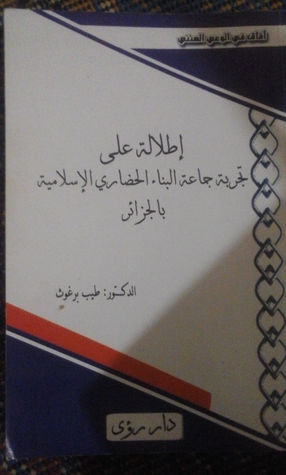 آفاق في الوعي السنني
إطلالة على
تجربة جماعة البناء الحضاري الإسلامية
بالجزائر
الدكتور: طيب برغوث
دار رؤى